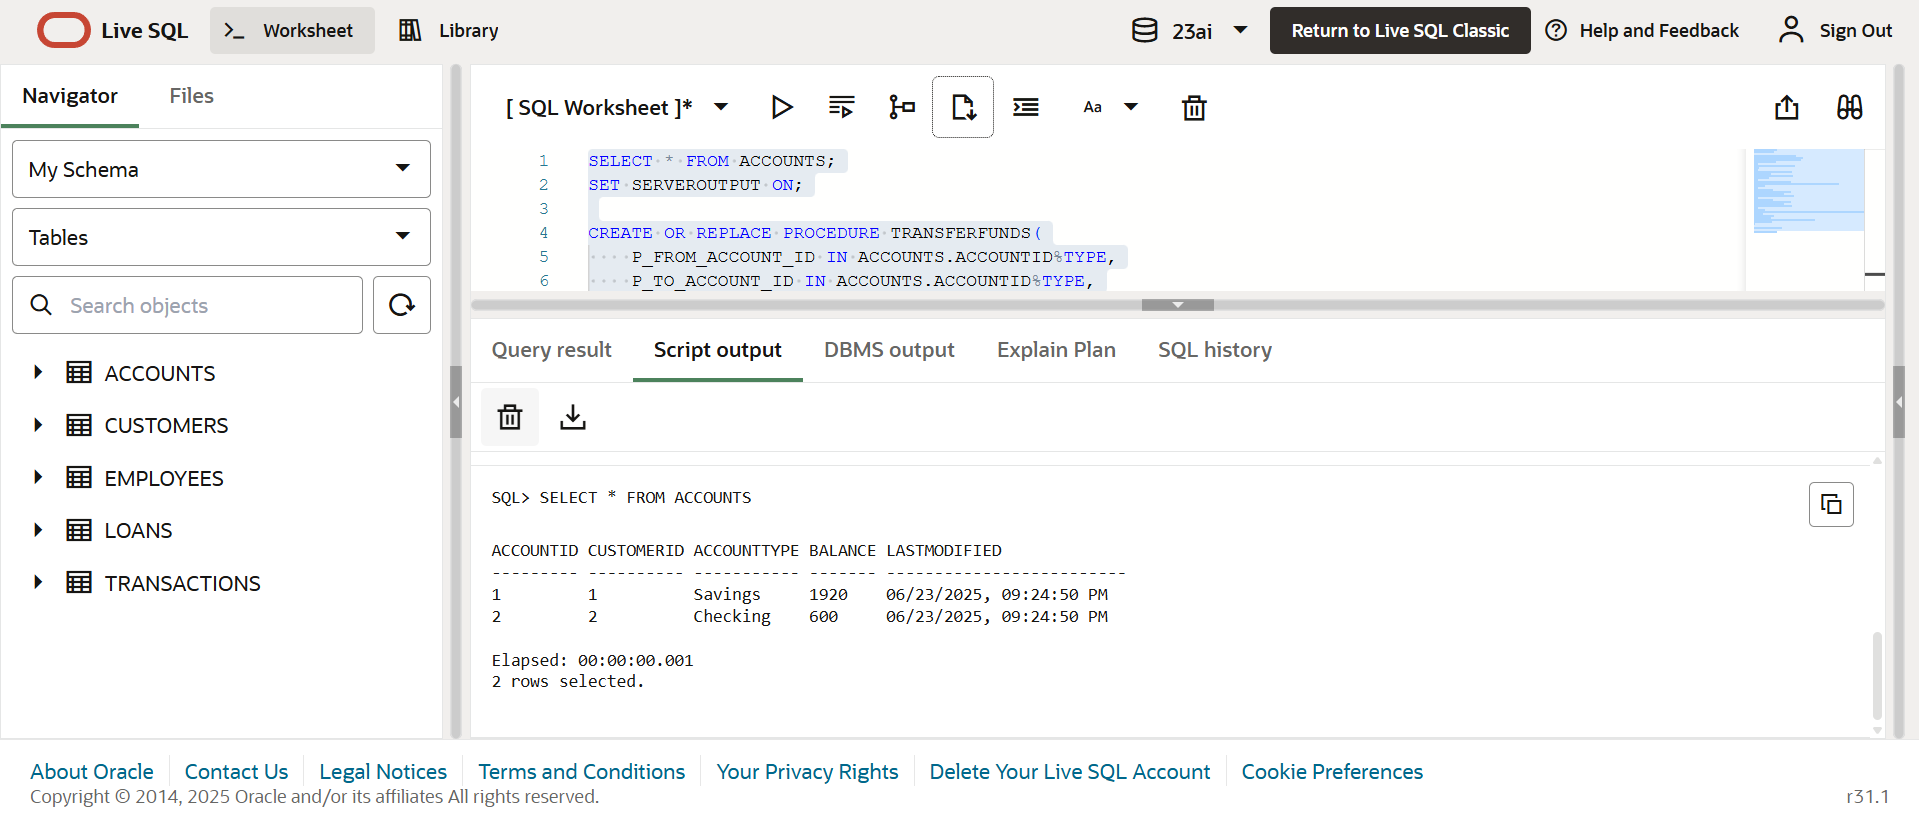 Live SQL
Worksheet
Library
23ai
Return to Live SQL Classic
Help and Feedback
Sign Out
Navigator
Files
My Schema
Tables
Search objects
ACCOUNTS
CUSTOMERS
EMPLOYEES
LOANS
TRANSACTIONS
[ SQL Worksheet ]*
Aa
1 SELECT * FROM ACCOUNTS;
2 SET SERVEROUTPUT ON;
3
4 CREATE OR REPLACE PROCEDURE TRANSFERFUNDS(
5 P_FROM_ACCOUNT_ID IN ACCOUNTS.ACCOUNTID%TYPE,
6 P_TO_ACCOUNT_ID IN ACCOUNTS.ACCOUNTID%TYPE,
Query result
Script output
DBMS output
Explain Plan
SQL history
SQL> SELECT * FROM ACCOUNTS
ACCOUNTID CUSTOMERID ACCOUNTTYPE BALANCE LASTMODIFIED
--------- ---------- ----------- ------- -------------------------
1 1 Savings 1920 06/23/2025, 09:24:50 PM
2 2 Checking 600 06/23/2025, 09:24:50 PM
Elapsed: 00:00:00.001
2 rows selected.
About Oracle
Contact Us
Legal Notices
Terms and Conditions
Your Privacy Rights
Delete Your Live SQL Account
Cookie Preferences
Copyright © 2014, 2025 Oracle and/or its affiliates All rights reserved.
r31.1